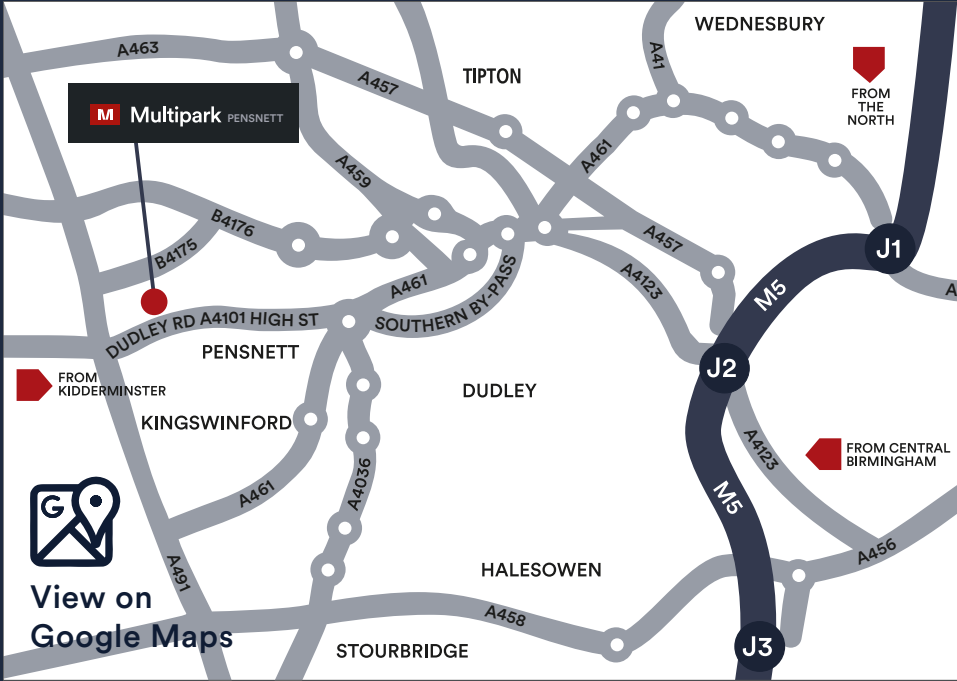 WEDNESBURY
A463
A41
TIPTON
A457
FROM
THE
NORTH
M Multipark PENSNETT
A461
A459
B4176
A457
J1
B4175
A4123
A461
M5
A
SOUTHERN BY-PASS
DUDLEY RD A4101 HIGH ST
PENSNETT
J2
FROM
KIDDERMINSTER
DUDLEY
KINGSWINFORD
A4123
FROM CENTRAL
BIRMINGHAM
A461
A4036
M5
G
A456
A491
HALESOWEN
View on
Google Maps
A458
STOURBRIDGE
J3